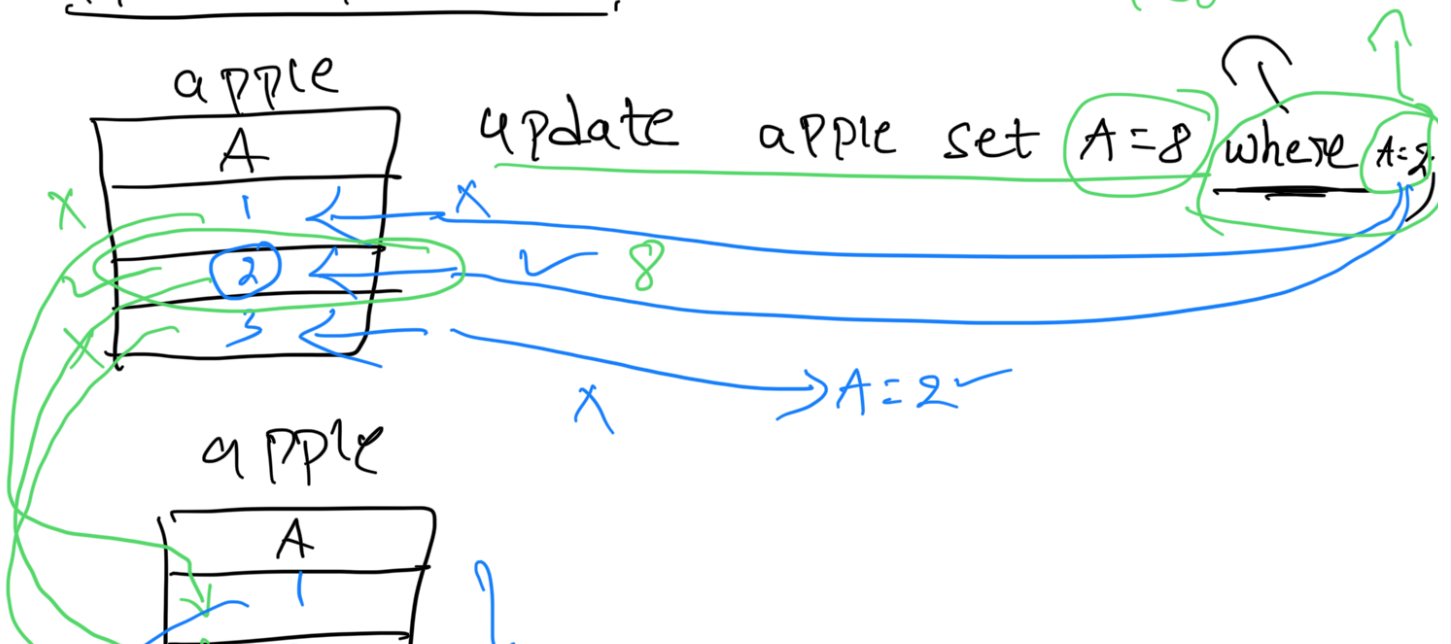 apple
update apple set A=8 where A=2
A
1 X
X
2 ✓ 8
X 3
X → A=2 ✓
apple
A
1